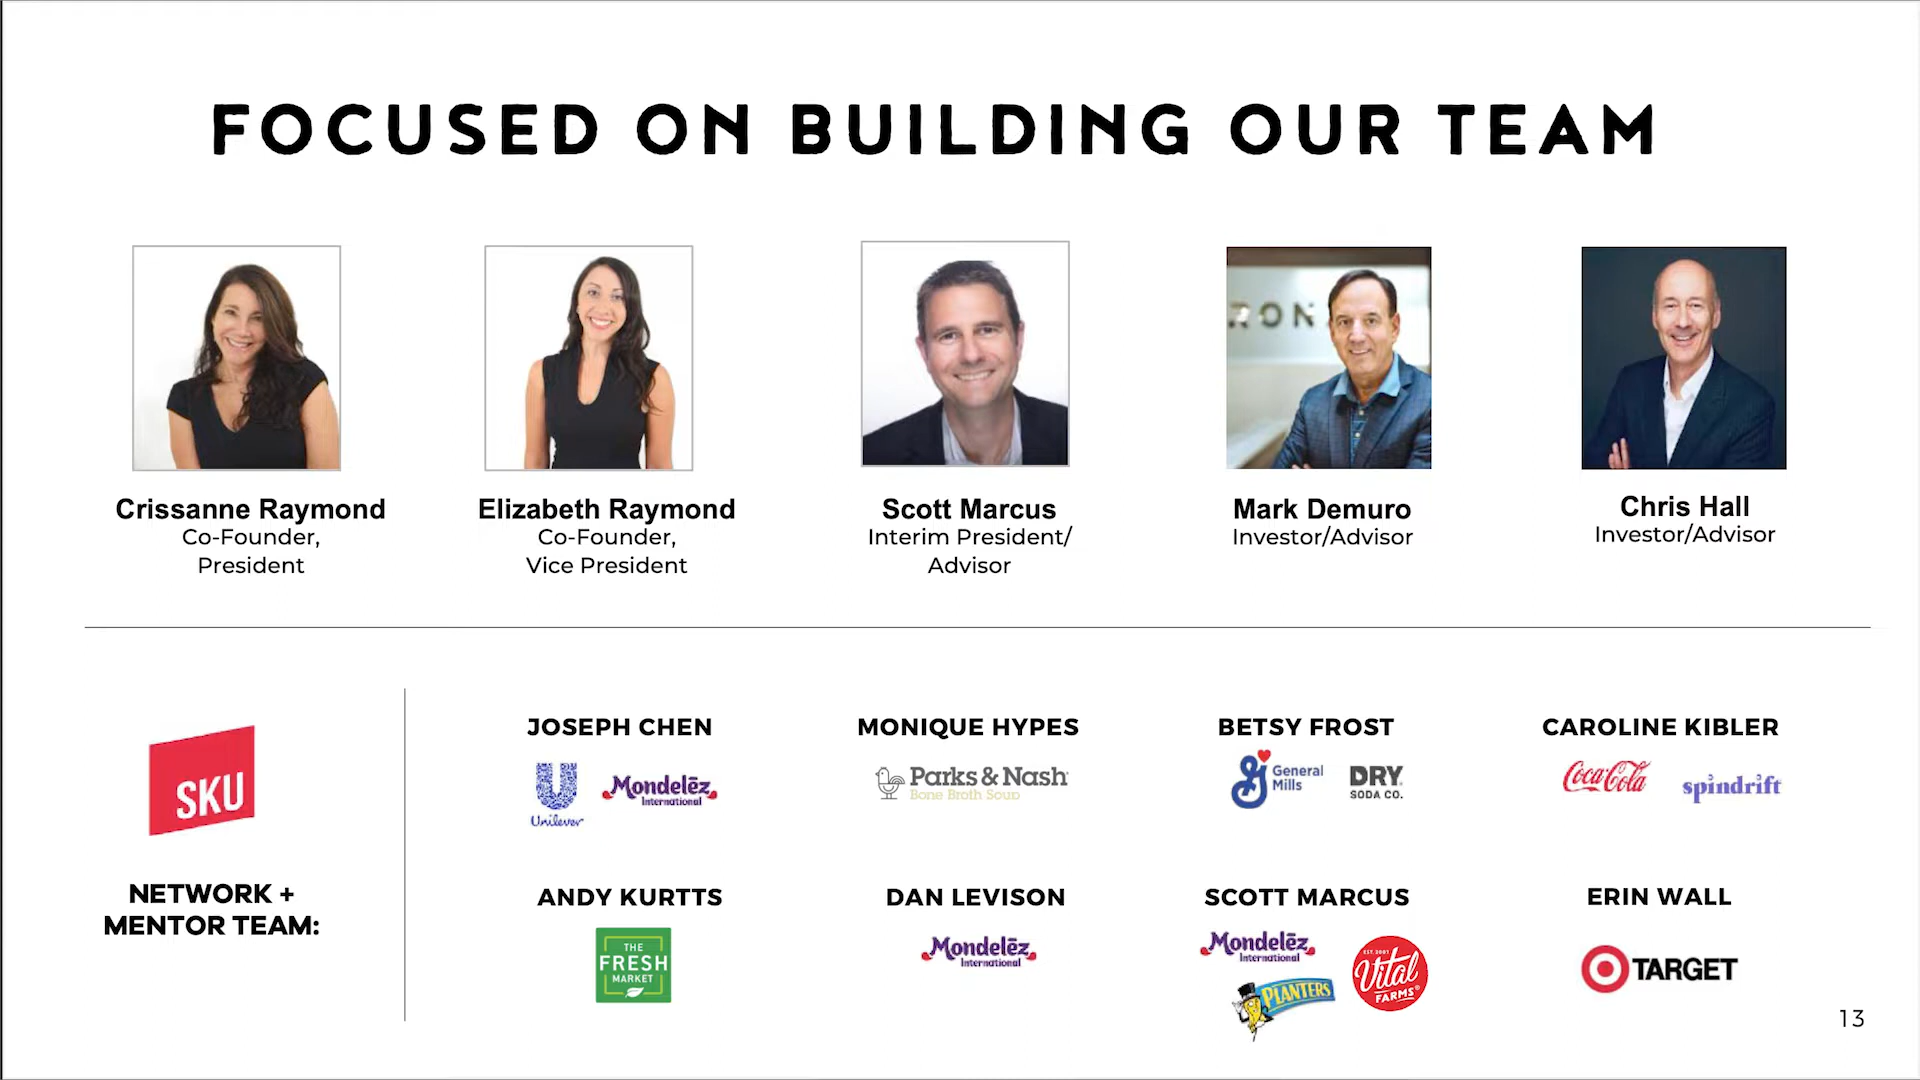 FOCUSED ON BUILDING OUR TEAM
RON
Crissanne Raymond
Co-Founder,
President
Elizabeth Raymond
Co-Founder,
Vice President
Scott Marcus
Interim President/
Advisor
Mark Demuro
Investor/Advisor
Chris Hall
Investor/Advisor
SKU
NETWORK +
MENTOR TEAM:
JOSEPH CHEN
Unilever
Mondelēz
International
MONIQUE HYPES
Parks & Nash
Bone Broth Soup
BETSY FROST
General
Mills
DRY
SODA CO.
CAROLINE KIBLER
Coca-Cola
spindrift
ANDY KURTTS
THE
FRESH
MARKET
DAN LEVISON
Mondelēz
International
SCOTT MARCUS
Mondelēz
International
PLANTERS
EST. 2007
Vital
FARMS®
ERIN WALL
TARGET
13